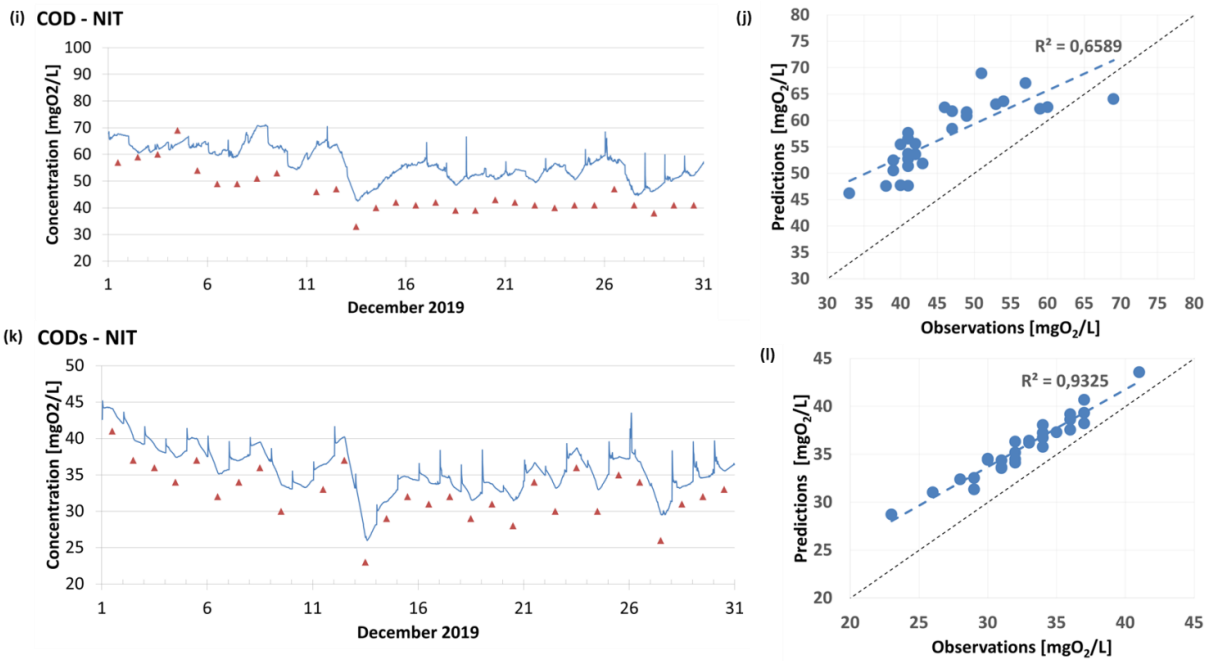 (i) COD - NIT
Concentration [mgO2/L]
100
90
80
70
60
50
40
30
20
1 6 11 16 21 26 31
December 2019
(j)
Predictions [mgO₂/L]
80
75
70
65
60
55
50
45
40
35
30
R² = 0,6589
30 35 40 45 50 55 60 65 70 75 80
Observations [mgO₂/L]
(k) CODs - NIT
Concentration [mgO2/L]
50
45
40
35
30
25
20
1 6 11 16 21 26 31
December 2019
(l)
Predictions [mgO₂/L]
45
40
35
30
25
20
R² = 0,9325
20 25 30 35 40 45
Observations [mgO₂/L]